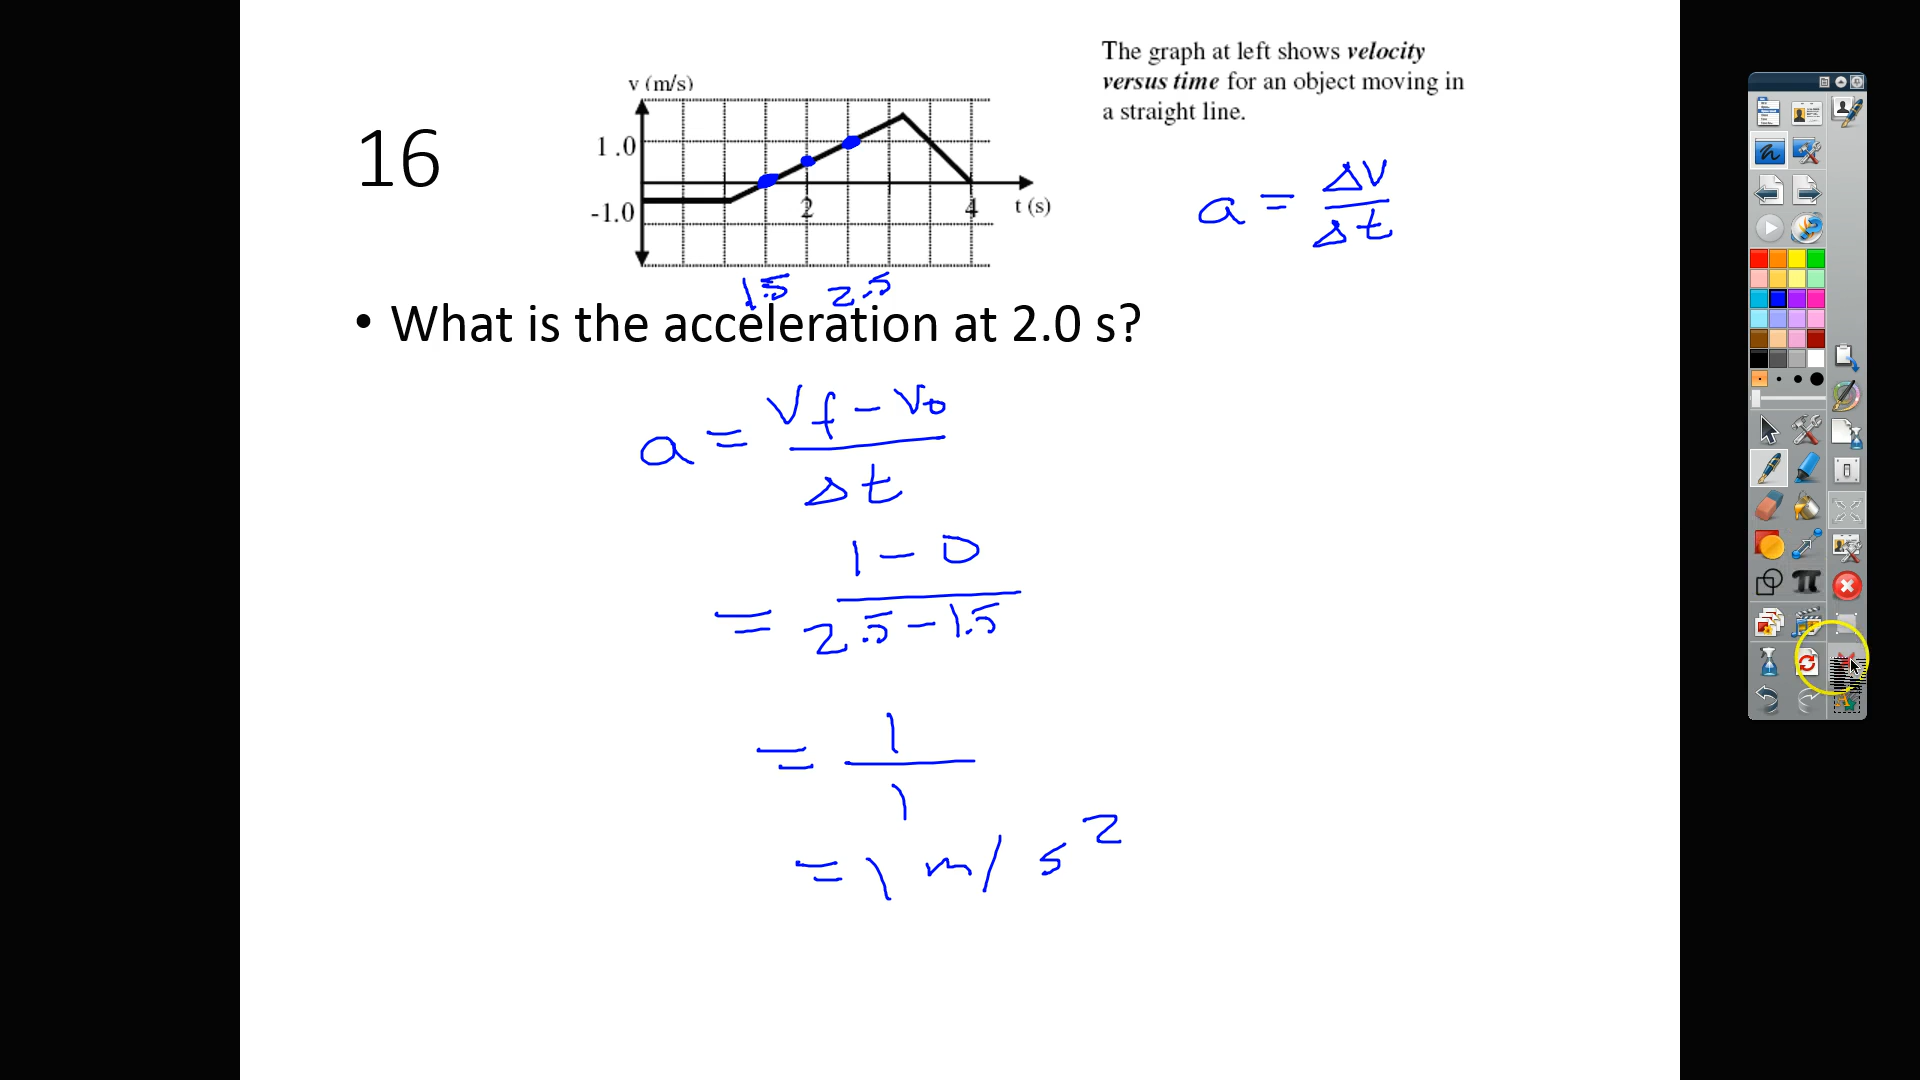 The graph at left shows velocity
versus time for an object moving in
a straight line.
v (m/s)
16
1.0
-1.0
2
4
t (s)
a = Δv
Δt
1.5 2.5
• What is the acceleration at 2.0 s?
a = Vf - Vo
Δt
= 1 - 0
2.5 - 1.5
= 1
1
= 1 m/s²